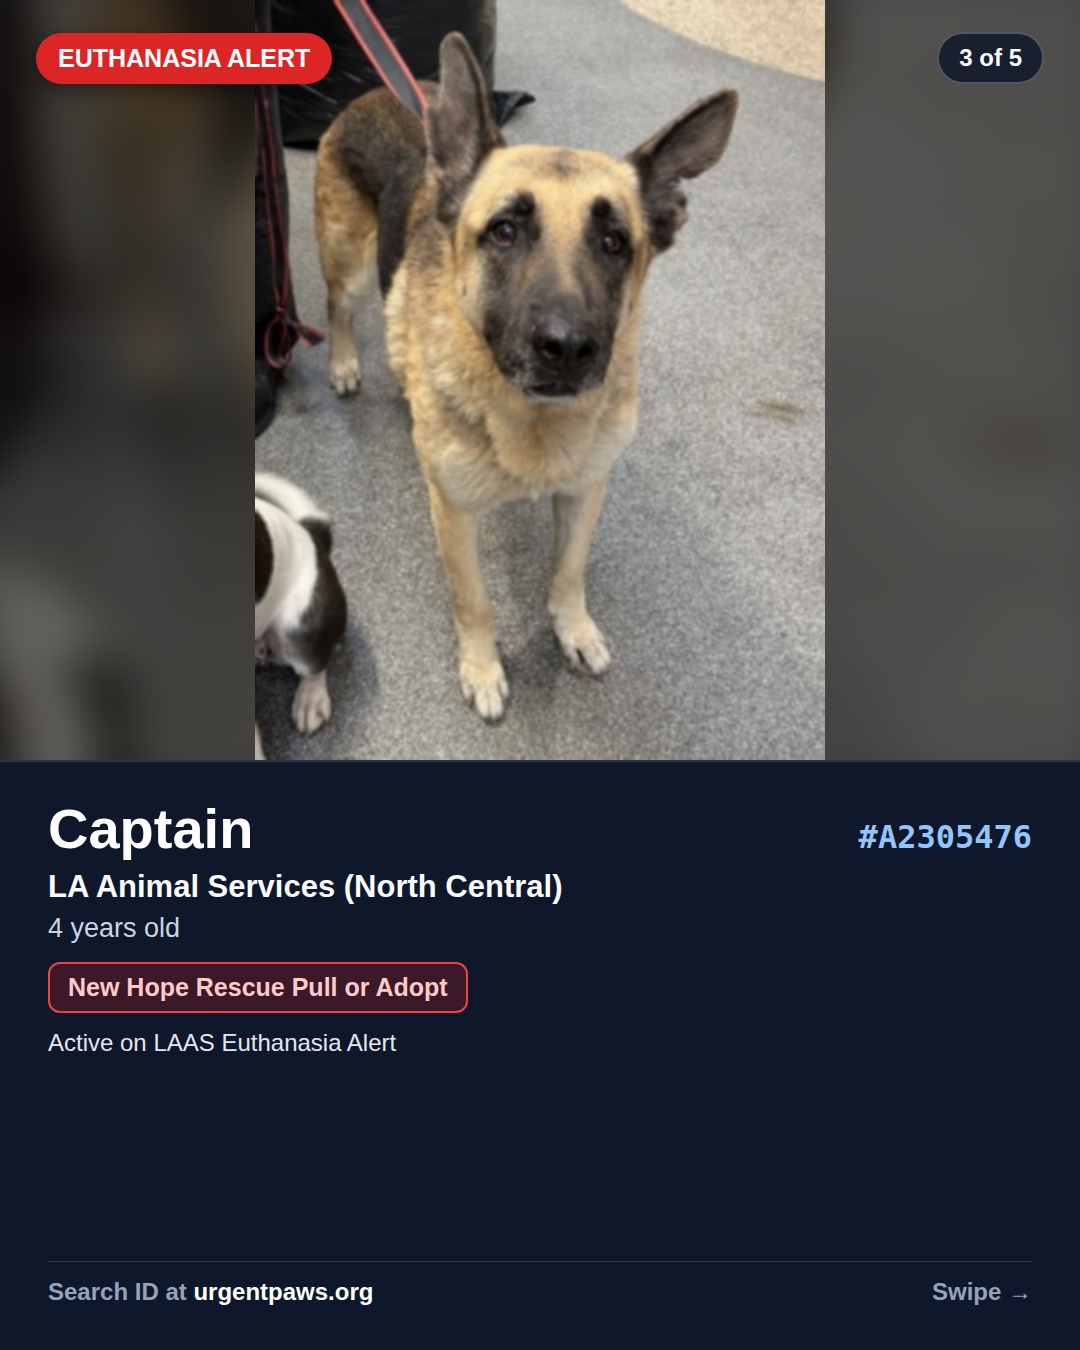 EUTHANASIA ALERT
3 of 5
Captain
#A2305476
LA Animal Services (North Central)
4 years old
New Hope Rescue Pull or Adopt
Active on LAAS Euthanasia Alert
Search ID at urgentpaws.org
Swipe →